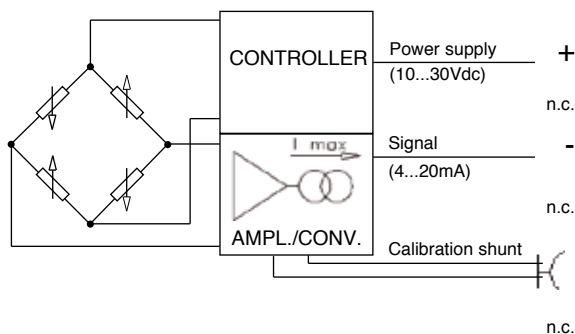 CONTROLLER
Power supply
+
(10...30Vdc)
n.c.
I max
Signal
-
(4...20mA)
n.c.
AMPL./CONV.
Calibration shunt
n.c.